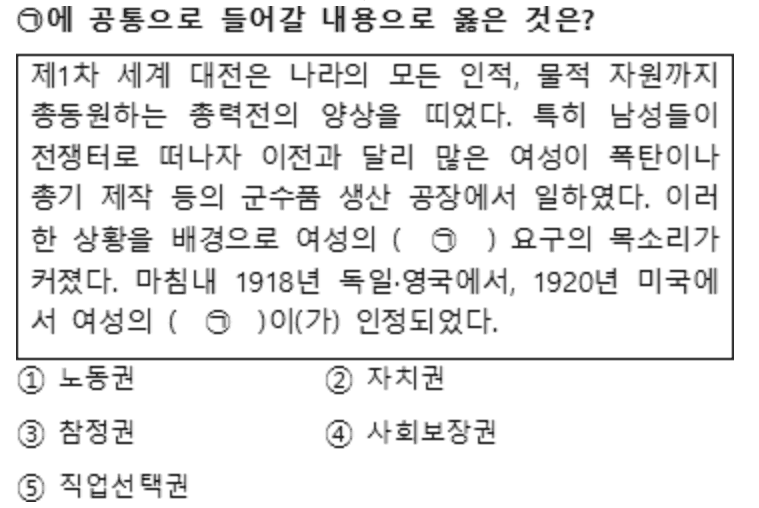 ㉠에 공통으로 들어갈 내용으로 옳은 것은?
제1차 세계 대전은 나라의 모든 인적, 물적 자원까지
총동원하는 총력전의 양상을 띠었다. 특히 남성들이
전쟁터로 떠나자 이전과 달리 많은 여성이 폭탄이나
총기 제작 등의 군수품 생산 공장에서 일하였다. 이러
한 상황을 배경으로 여성의 ( ㉠ ) 요구의 목소리가
커졌다. 마침내 1918년 독일·영국에서, 1920년 미국에
서 여성의 ( ㉠ )이(가) 인정되었다.
① 노동권 ② 자치권
③ 참정권 ④ 사회보장권
⑤ 직업선택권